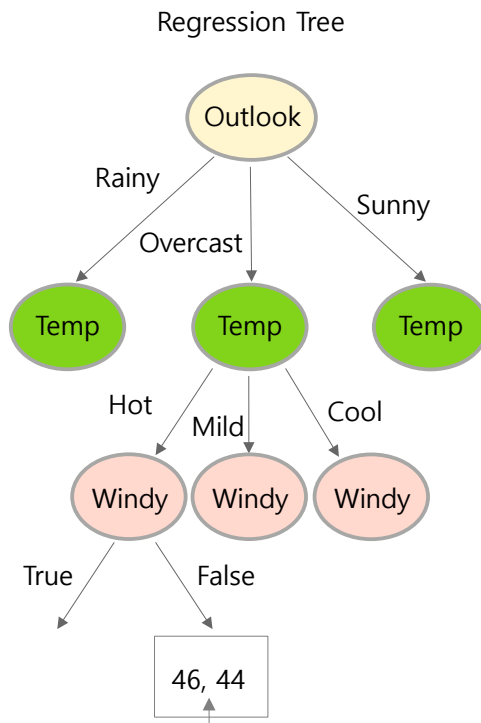 Regression Tree
Outlook
Rainy
Overcast
Sunny
Temp
Temp
Temp
Hot
Mild
Cool
Windy
Windy
Windy
True
False
46, 44